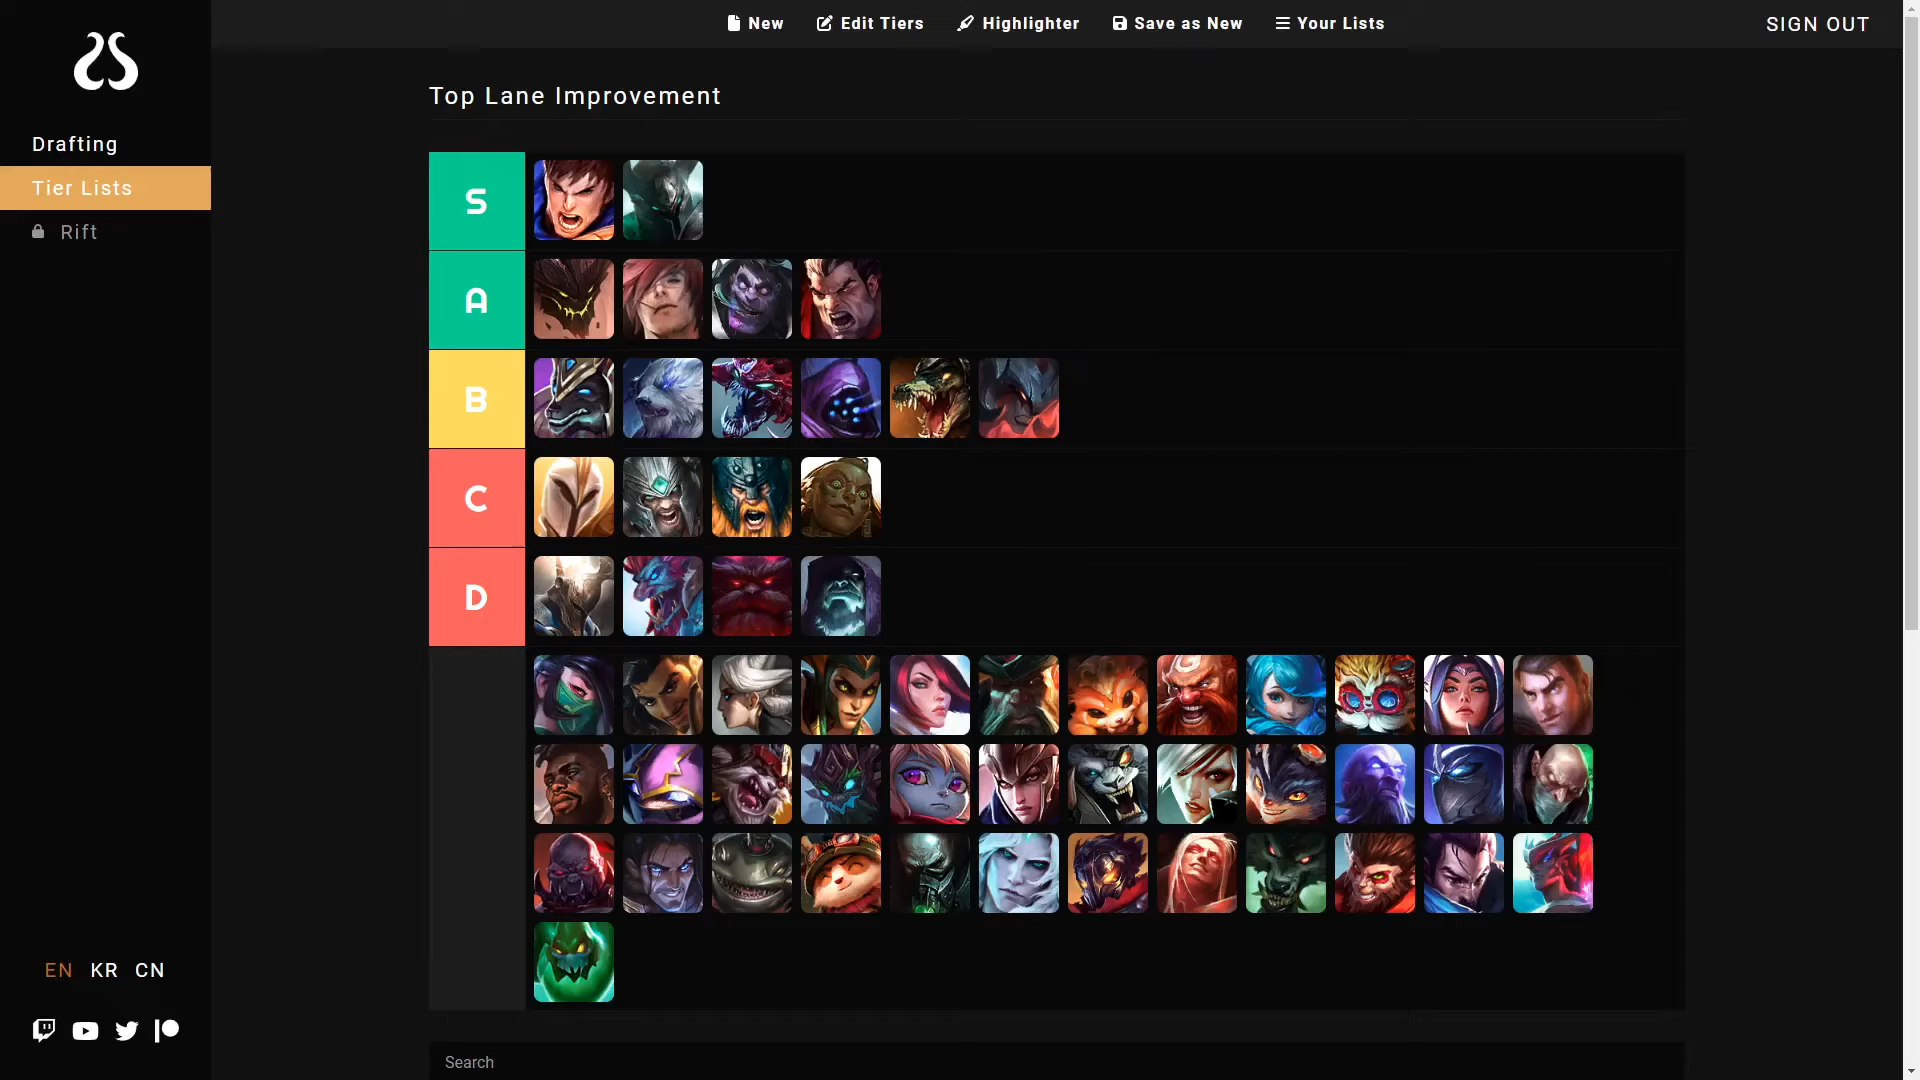 New
Edit Tiers
Highlighter
Save as New
Your Lists
SIGN OUT
Drafting
Tier Lists
Rift
Top Lane Improvement
S
A
B
C
D
EN KR CN
Search